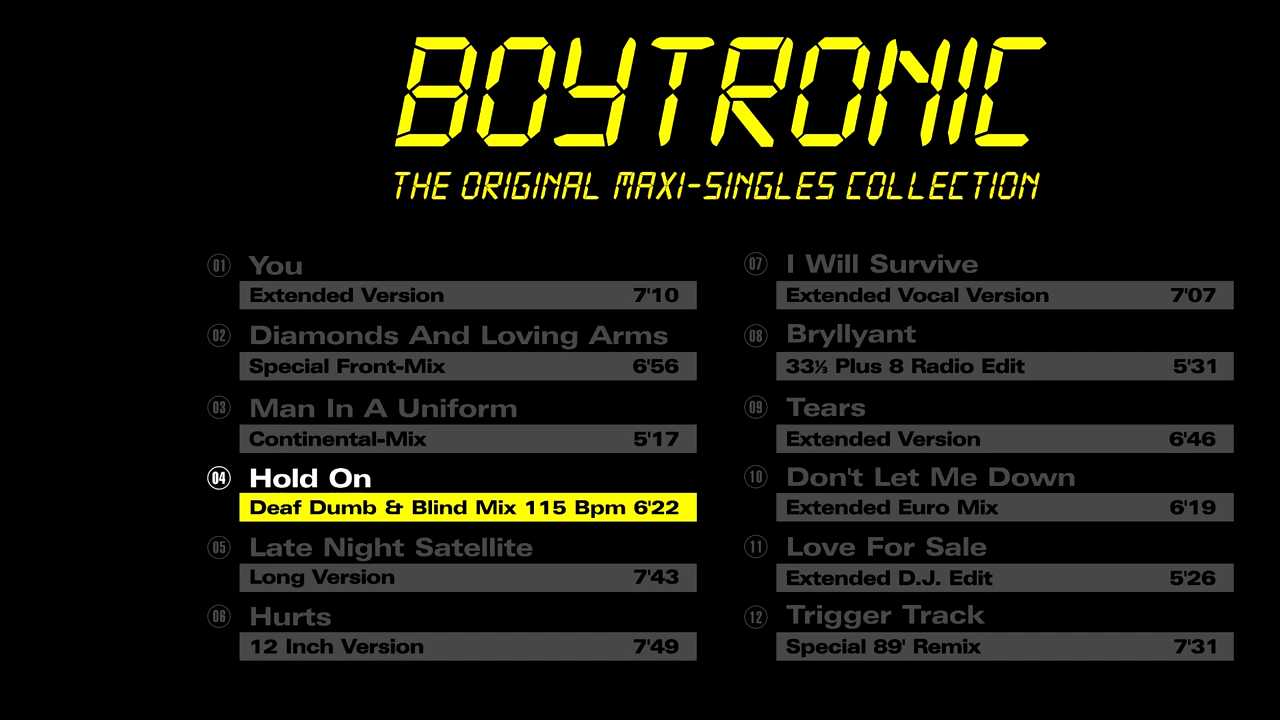 BOYTRONIC
THE ORIGINAL MAXI-SINGLES COLLECTION
01 You
Extended Version 7'10
02 Diamonds And Loving Arms
Special Front-Mix 6'56
03 Man In A Uniform
Continental-Mix 5'17
04 Hold On
Deaf Dumb & Blind Mix 115 Bpm 6'22
05 Late Night Satellite
Long Version 7'43
06 Hurts
12 Inch Version 7'49
07 I Will Survive
Extended Vocal Version 7'07
08 Bryllyant
33⅓ Plus 8 Radio Edit 5'31
09 Tears
Extended Version 6'46
10 Don't Let Me Down
Extended Euro Mix 6'19
11 Love For Sale
Extended D.J. Edit 5'26
12 Trigger Track
Special 89' Remix 7'31